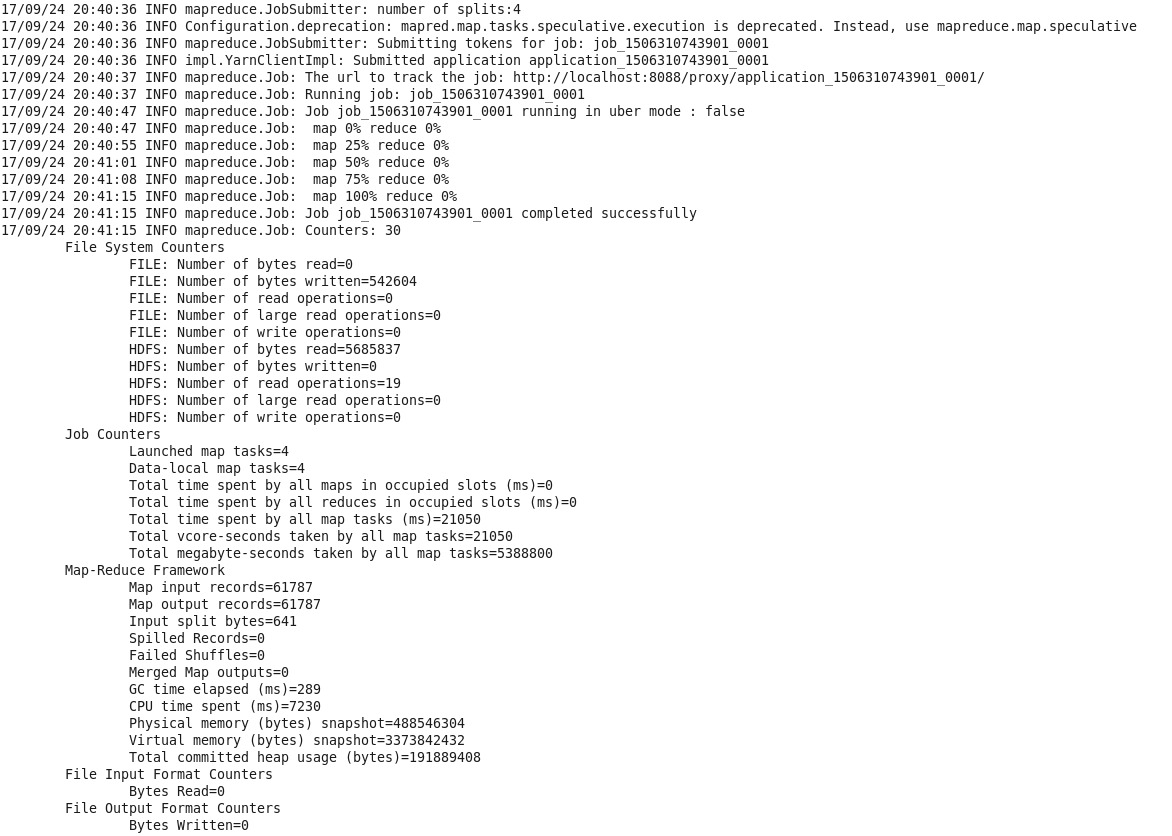 17/09/24 20:40:36 INFO mapreduce.JobSubmitter: number of splits:4
17/09/24 20:40:36 INFO Configuration.deprecation: mapred.map.tasks.speculative.execution is deprecated. Instead, use mapreduce.map.speculative
17/09/24 20:40:36 INFO mapreduce.JobSubmitter: Submitting tokens for job: job_1506310743901_0001
17/09/24 20:40:36 INFO impl.YarnClientImpl: Submitted application application_1506310743901_0001
17/09/24 20:40:37 INFO mapreduce.Job: The url to track the job: http://localhost:8088/proxy/application_1506310743901_0001/
17/09/24 20:40:37 INFO mapreduce.Job: Running job: job_1506310743901_0001
17/09/24 20:40:47 INFO mapreduce.Job: Job job_1506310743901_0001 running in uber mode : false
17/09/24 20:40:47 INFO mapreduce.Job:  map 0% reduce 0%
17/09/24 20:40:55 INFO mapreduce.Job:  map 25% reduce 0%
17/09/24 20:41:01 INFO mapreduce.Job:  map 50% reduce 0%
17/09/24 20:41:08 INFO mapreduce.Job:  map 75% reduce 0%
17/09/24 20:41:15 INFO mapreduce.Job:  map 100% reduce 0%
17/09/24 20:41:15 INFO mapreduce.Job: Job job_1506310743901_0001 completed successfully
17/09/24 20:41:15 INFO mapreduce.Job: Counters: 30
File System Counters
FILE: Number of bytes read=0
FILE: Number of bytes written=542604
FILE: Number of read operations=0
FILE: Number of large read operations=0
FILE: Number of write operations=0
HDFS: Number of bytes read=5685837
HDFS: Number of bytes written=0
HDFS: Number of read operations=19
HDFS: Number of large read operations=0
HDFS: Number of write operations=0
Job Counters
Launched map tasks=4
Data-local map tasks=4
Total time spent by all maps in occupied slots (ms)=0
Total time spent by all reduces in occupied slots (ms)=0
Total time spent by all map tasks (ms)=21050
Total vcore-seconds taken by all map tasks=21050
Total megabyte-seconds taken by all map tasks=5388800
Map-Reduce Framework
Map input records=61787
Map output records=61787
Input split bytes=641
Spilled Records=0
Failed Shuffles=0
Merged Map outputs=0
GC time elapsed (ms)=289
CPU time spent (ms)=7230
Physical memory (bytes) snapshot=488546304
Virtual memory (bytes) snapshot=3373842432
Total committed heap usage (bytes)=191889408
File Input Format Counters
Bytes Read=0
File Output Format Counters
Bytes Written=0